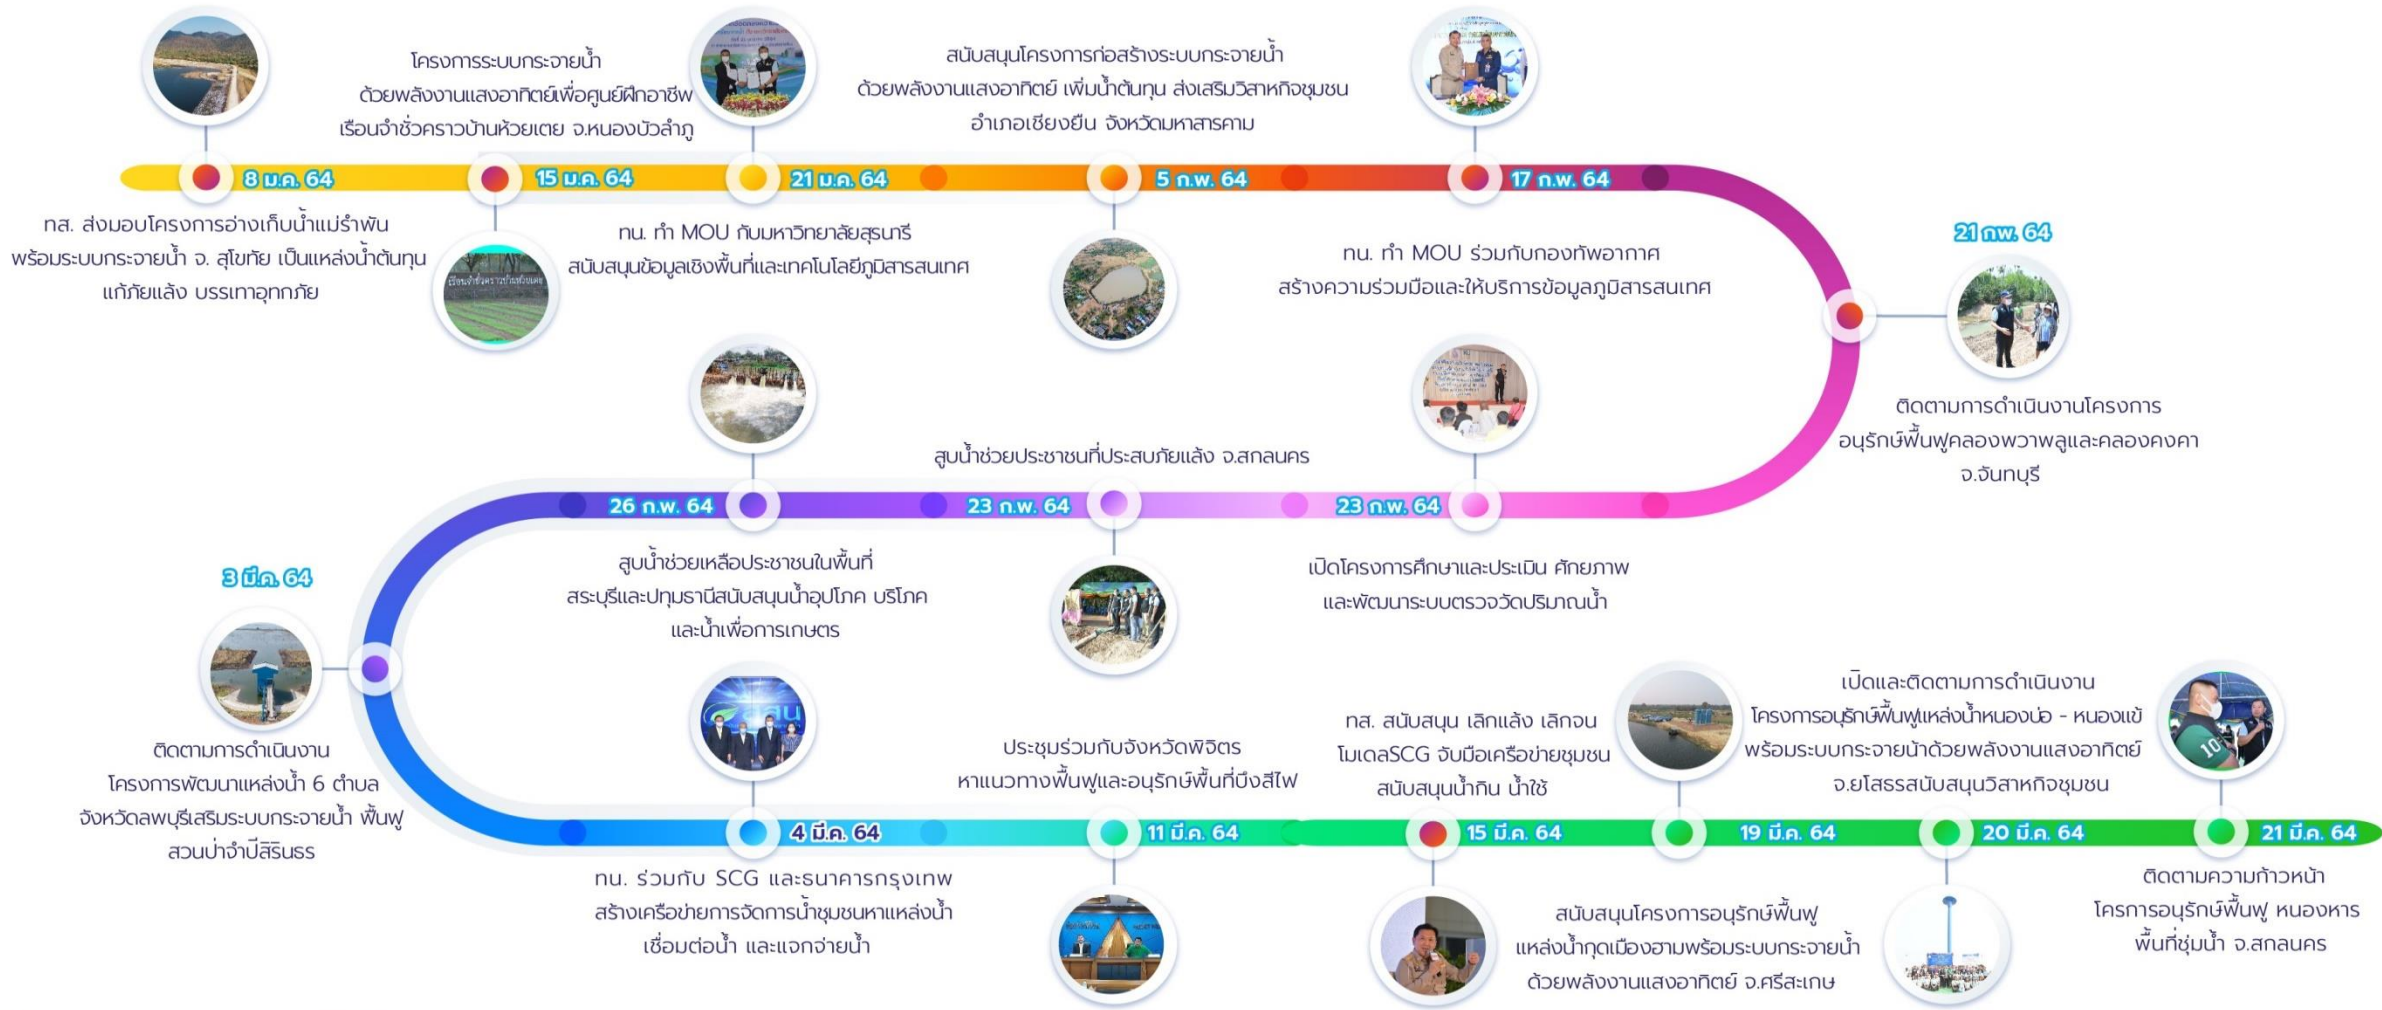 8 ม.ค. 64
ทส. ส่งมอบโครงการอ่างเก็บน้ำแม่รำพัน
พร้อมระบบกระจายน้ำ จ. สุโขทัย เป็นแหล่งน้ำต้นทุน
แก้ภัยแล้ง บรรเทาอุทกภัย
โครงการระบบกระจายน้ำ
ด้วยพลังงานแสงอาทิตย์เพื่อศูนย์ฝึกอาชีพ
เรือนจำชั่วคราวบ้านห้วยเตย จ.หนองบัวลำภู
15 ม.ค. 64
เรือนจำชั่วคราวบ้านห้วยเตย
21 ม.ค. 64
ทน. ทำ MOU กับมหาวิทยาลัยสุรนารี
สนับสนุนข้อมูลเชิงพื้นที่และเทคโนโลยีภูมิสารสนเทศ
สนับสนุนโครงการก่อสร้างระบบกระจายน้ำ
ด้วยพลังงานแสงอาทิตย์ เพิ่มน้ำต้นทุน ส่งเสริมวิสาหกิจชุมชน
อำเภอเชียงยืน จังหวัดมหาสารคาม
5 ก.พ. 64
17 ก.พ. 64
ทน. ทำ MOU ร่วมกับกองทัพอากาศ
สร้างความร่วมมือและให้บริการข้อมูลภูมิสารสนเทศ
21 กพ. 64
ติดตามการดำเนินงานโครงการ
อนุรักษ์ฟื้นฟูคลองพวาพลูและคลองคงคา
จ.จันทบุรี
23 ก.พ. 64
เปิดโครงการศึกษาและประเมิน ศักยภาพ
และพัฒนาระบบตรวจวัดปริมาณน้ำ
สูบน้ำช่วยประชาชนที่ประสบภัยแล้ง จ.สกลนคร
23 ก.พ. 64
26 ก.พ. 64
สูบน้ำช่วยเหลือประชาชนในพื้นที่
สระบุรีและปทุมธานีสนับสนุนน้ำอุปโภค บริโภค
และน้ำเพื่อการเกษตร
3 มี.ค. 64
ติดตามการดำเนินงาน
โครงการพัฒนาแหล่งน้ำ 6 ตำบล
จังหวัดลพบุรีเสริมระบบกระจายน้ำ ฟื้นฟู
สวนป่าจำปีสิรินธร
สสน
4 มี.ค. 64
ทน. ร่วมกับ SCG และธนาคารกรุงเทพ
สร้างเครือข่ายการจัดการน้ำชุมชนหาแหล่งน้ำ
เชื่อมต่อน้ำ และแจกจ่ายน้ำ
ประชุมร่วมกับจังหวัดพิจิตร
หาแนวทางฟื้นฟูและอนุรักษ์พื้นที่บึงสีไฟ
11 มี.ค. 64
ทส. สนับสนุน เลิกแล้ง เลิกจน
โมเดลSCG จับมือเครือข่ายชุมชน
สนับสนุนน้ำกิน น้ำใช้
15 มี.ค. 64
19 มี.ค. 64
สนับสนุนโครงการอนุรักษ์ฟื้นฟู
แหล่งน้ำกุดเมืองฮามพร้อมระบบกระจายน้ำ
ด้วยพลังงานแสงอาทิตย์ จ.ศรีสะเกษ
เปิดและติดตามการดำเนินงาน
โครงการอนุรักษ์ฟื้นฟูแหล่งน้ำหนองบ่อ - หนองแข้
พร้อมระบบกระจายน้ำด้วยพลังงานแสงอาทิตย์
จ.ยโสธรสนับสนุนวิสาหกิจชุมชน
20 มี.ค. 64
10
21 มี.ค. 64
ติดตามความก้าวหน้า
โครการอนุรักษ์ฟื้นฟู หนองหาร
พื้นที่ชุ่มน้ำ จ.สกลนคร